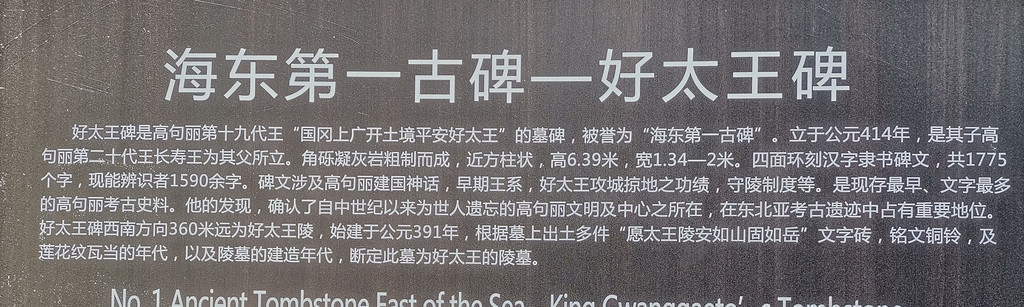 海东第一古碑—好太王碑
好太王碑是高句丽第十九代王“国冈上广开土境平安好太王”的墓碑，被誉为“海东第一古碑”。立于公元414年，是其子高
句丽第二十代王长寿王为其父所立。角砾凝灰岩粗制而成，近方柱状，高6.39米，宽1.34—2米。四面环刻汉字隶书碑文，共1775
个字，现能辨识者1590余字。碑文涉及高句丽建国神话，早期王系，好太王攻城掠地之功绩，守陵制度等。是现存最早、文字最多
的高句丽考古史料。他的发现，确认了自中世纪以来为世人遗忘的高句丽文明及中心之所在，在东北亚考古遗迹中占有重要地位。
好太王碑西南方向360米远为好太王陵，始建于公元391年，根据墓上出土多件“愿太王陵安如山固如岳”文字砖，铭文铜铃，及
莲花纹瓦当的年代，以及陵墓的建造年代，断定此墓为好太王的陵墓。
No. 1 Ancient Tombstone East of the Sea—King Gwanggaeto’s Tombstone